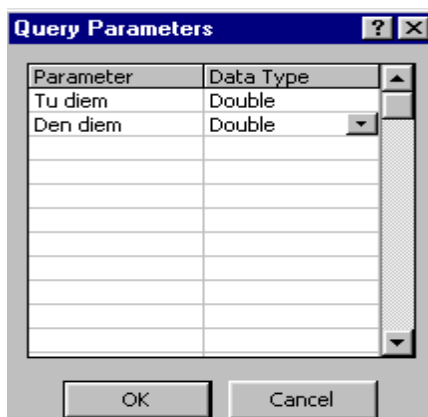 Query Parameters
Parameter Data Type
Tu diem Double
Den diem Double
OK Cancel